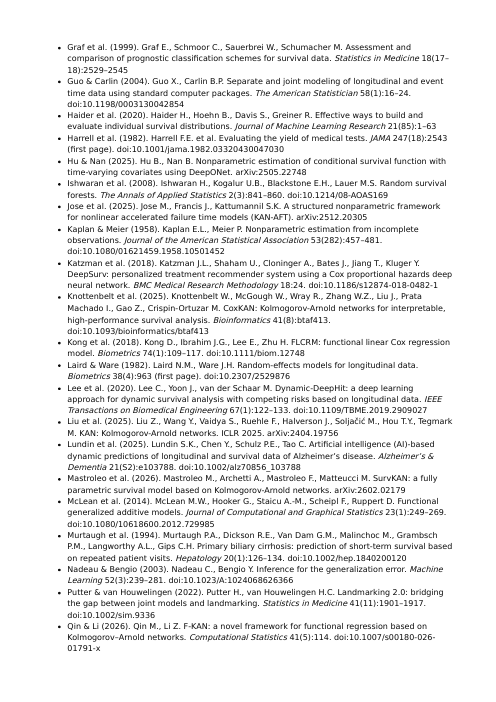 • Graf et al. (1999). Graf E., Schmoor C., Sauerbrei W., Schumacher M. Assessment and
comparison of prognostic classification schemes for survival data. Statistics in Medicine 18(17–
18):2529–2545
• Guo & Carlin (2004). Guo X., Carlin B.P. Separate and joint modeling of longitudinal and event
time data using standard computer packages. The American Statistician 58(1):16–24.
doi:10.1198/0003130042854
• Haider et al. (2020). Haider H., Hoehn B., Davis S., Greiner R. Effective ways to build and
evaluate individual survival distributions. Journal of Machine Learning Research 21(85):1–63
• Harrell et al. (1982). Harrell F.E. et al. Evaluating the yield of medical tests. JAMA 247(18):2543
(first page). doi:10.1001/jama.1982.03320430047030
• Hu & Nan (2025). Hu B., Nan B. Nonparametric estimation of conditional survival function with
time-varying covariates using DeepONet. arXiv:2505.22748
• Ishwaran et al. (2008). Ishwaran H., Kogalur U.B., Blackstone E.H., Lauer M.S. Random survival
forests. The Annals of Applied Statistics 2(3):841–860. doi:10.1214/08-AOAS169
• Jose et al. (2025). Jose M., Francis J., Kattumannil S.K. A structured nonparametric framework
for nonlinear accelerated failure time models (KAN-AFT). arXiv:2512.20305
• Kaplan & Meier (1958). Kaplan E.L., Meier P. Nonparametric estimation from incomplete
observations. Journal of the American Statistical Association 53(282):457–481.
doi:10.1080/01621459.1958.10501452
• Katzman et al. (2018). Katzman J.L., Shaham U., Cloninger A., Bates J., Jiang T., Kluger Y.
DeepSurv: personalized treatment recommender system using a Cox proportional hazards deep
neural network. BMC Medical Research Methodology 18:24. doi:10.1186/s12874-018-0482-1
• Knottenbelt et al. (2025). Knottenbelt W., McGough W., Wray R., Zhang W.Z., Liu J., Prata
Machado I., Gao Z., Crispin-Ortuzar M. CoxKAN: Kolmogorov-Arnold networks for interpretable,
high-performance survival analysis. Bioinformatics 41(8):btaf413.
doi:10.1093/bioinformatics/btaf413
• Kong et al. (2018). Kong D., Ibrahim J.G., Lee E., Zhu H. FLCRM: functional linear Cox regression
model. Biometrics 74(1):109–117. doi:10.1111/biom.12748
• Laird & Ware (1982). Laird N.M., Ware J.H. Random-effects models for longitudinal data.
Biometrics 38(4):963 (first page). doi:10.2307/2529876
• Lee et al. (2020). Lee C., Yoon J., van der Schaar M. Dynamic-DeepHit: a deep learning
approach for dynamic survival analysis with competing risks based on longitudinal data. IEEE
Transactions on Biomedical Engineering 67(1):122–133. doi:10.1109/TBME.2019.2909027
• Liu et al. (2025). Liu Z., Wang Y., Vaidya S., Ruehle F., Halverson J., Soljačić M., Hou T.Y., Tegmark
M. KAN: Kolmogorov-Arnold networks. ICLR 2025. arXiv:2404.19756
• Lundin et al. (2025). Lundin S.K., Chen Y., Schulz P.E., Tao C. Artificial intelligence (AI)-based
dynamic predictions of longitudinal and survival data of Alzheimer’s disease. Alzheimer’s &
Dementia 21(S2):e103788. doi:10.1002/alz70856_103788
• Mastroleo et al. (2026). Mastroleo M., Archetti A., Mastroleo F., Matteucci M. SurvKAN: a fully
parametric survival model based on Kolmogorov-Arnold networks. arXiv:2602.02179
• McLean et al. (2014). McLean M.W., Hooker G., Staicu A.-M., Scheipl F., Ruppert D. Functional
generalized additive models. Journal of Computational and Graphical Statistics 23(1):249–269.
doi:10.1080/10618600.2012.729985
• Murtaugh et al. (1994). Murtaugh P.A., Dickson R.E., Van Dam G.M., Malinchoc M., Grambsch
P.M., Langworthy A.L., Gips C.H. Primary biliary cirrhosis: prediction of short-term survival based
on repeated patient visits. Hepatology 20(1):126–134. doi:10.1002/hep.1840200120
• Nadeau & Bengio (2003). Nadeau C., Bengio Y. Inference for the generalization error. Machine
Learning 52(3):239–281. doi:10.1023/A:1024068626366
• Putter & van Houwelingen (2022). Putter H., van Houwelingen H.C. Landmarking 2.0: bridging
the gap between joint models and landmarking. Statistics in Medicine 41(11):1901–1917.
doi:10.1002/sim.9336
• Qin & Li (2026). Qin M., Li Z. F-KAN: a novel framework for functional regression based on
Kolmogorov–Arnold networks. Computational Statistics 41(5):114. doi:10.1007/s00180-026-
01791-x